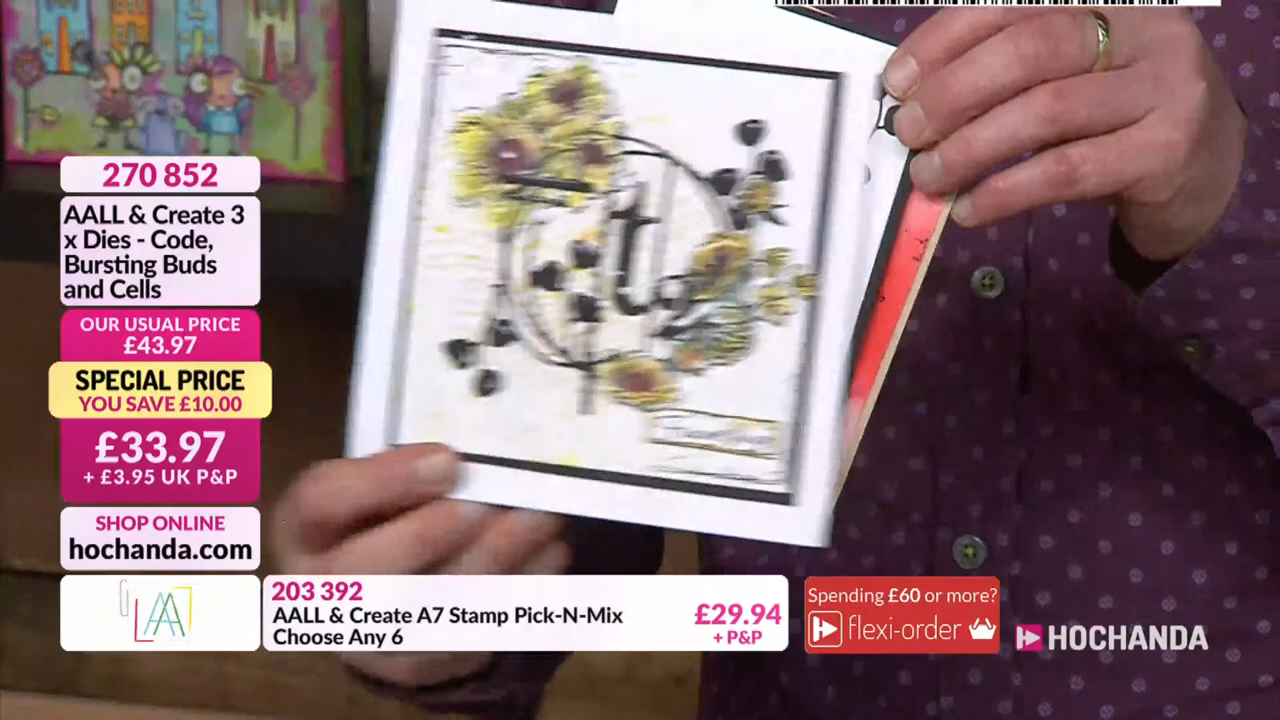 270 852
AALL & Create 3
x Dies - Code,
Bursting Buds
and Cells
OUR USUAL PRICE
£43.97
SPECIAL PRICE
YOU SAVE £10.00
£33.97
+ £3.95 UK P&P
SHOP ONLINE
hochanda.com
t
LAA
203 392
AALL & Create A7 Stamp Pick-N-Mix
Choose Any 6
£29.94
+ P&P
Spending £60 or more?
flexi-order
HOCHANDA